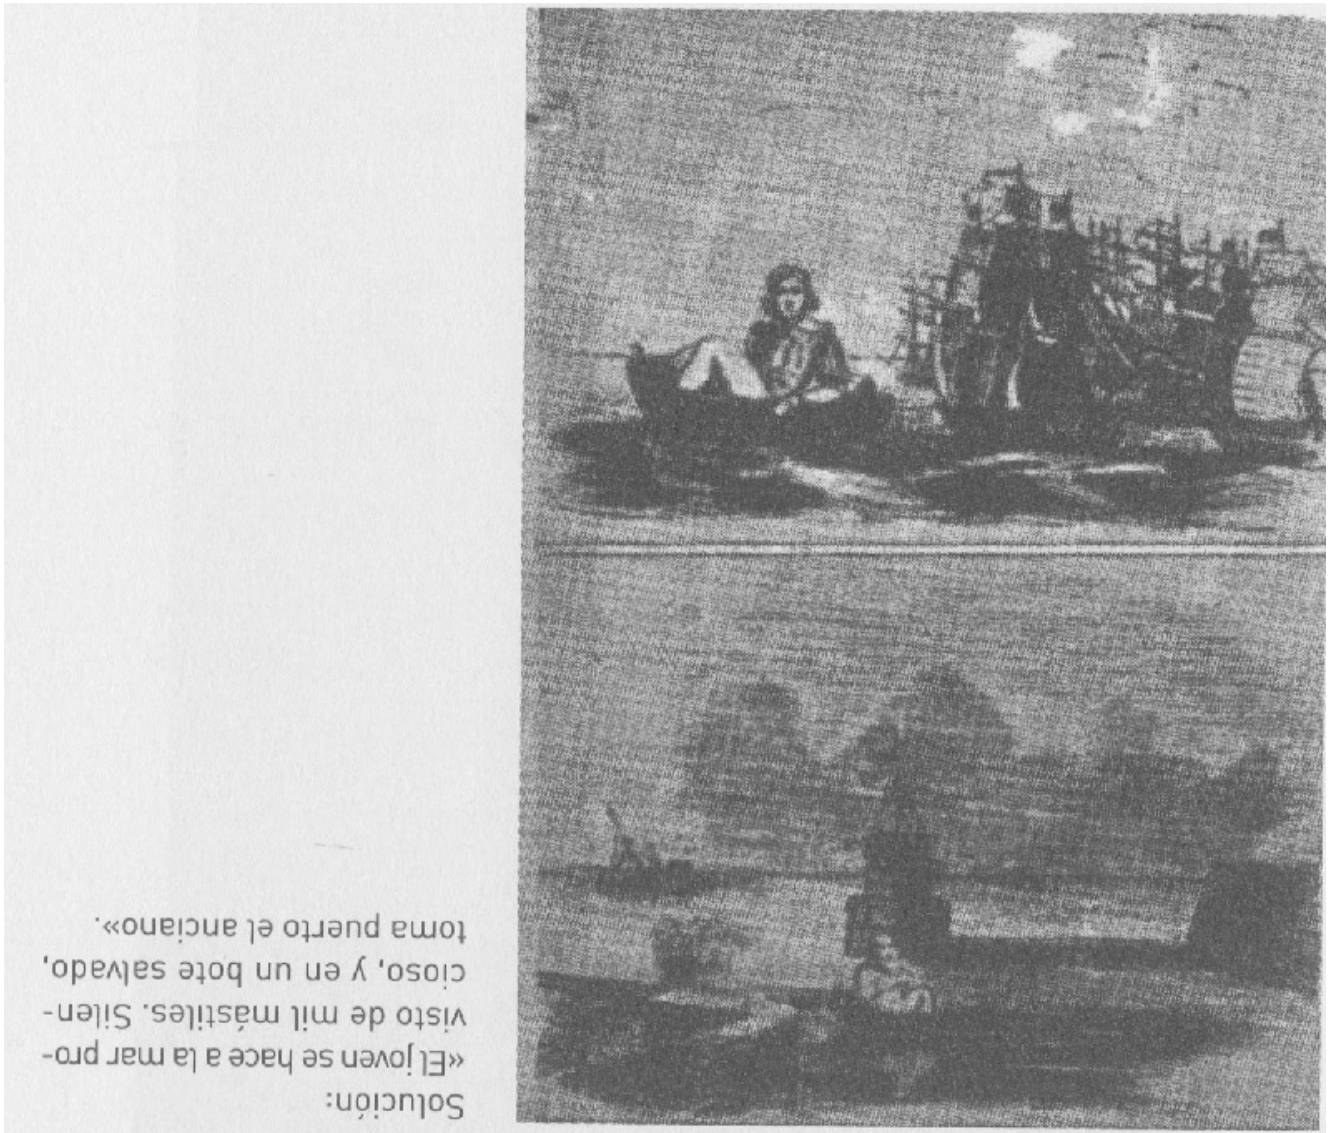 Solución:
«El joven se hace a la mar pro-
visto de mil mástiles. Silen-
cioso, y en un bote salvado,
toma puerto el anciano».